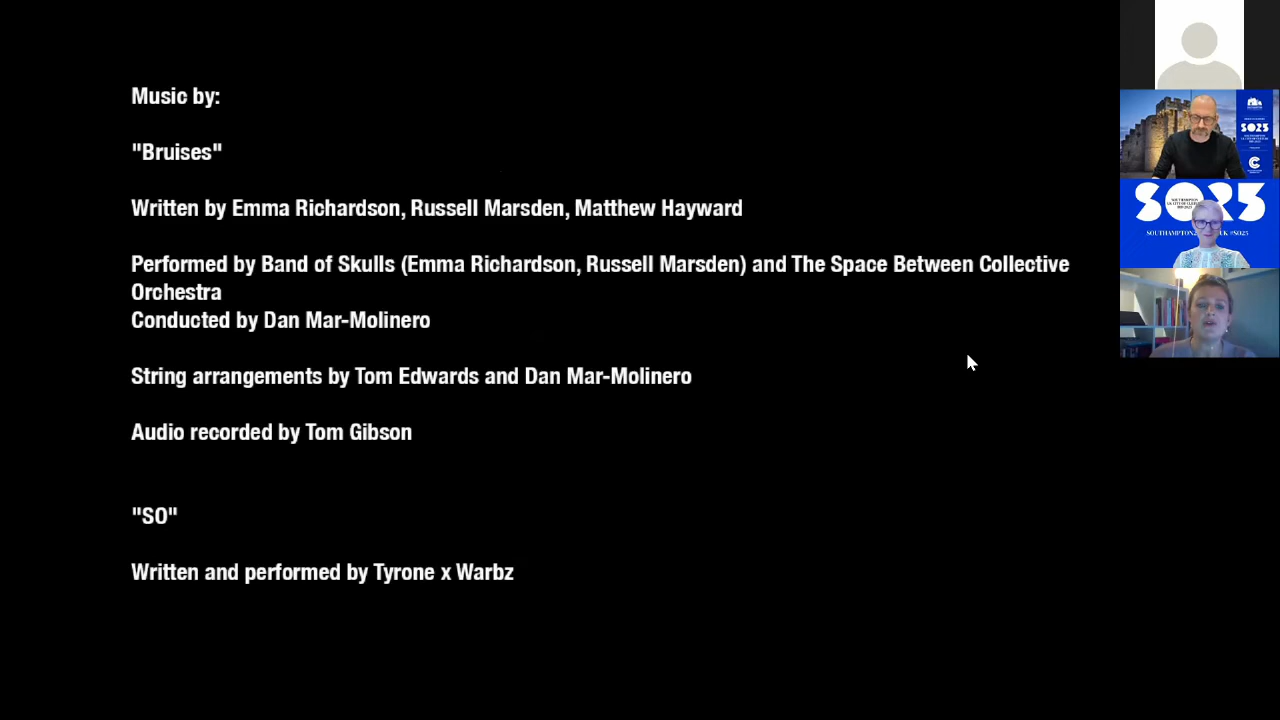 Music by:
"Bruises"
Written by Emma Richardson, Russell Marsden, Matthew Hayward
Performed by Band of Skulls (Emma Richardson, Russell Marsden) and The Space Between Collective
Orchestra
Conducted by Dan Mar-Molinero
String arrangements by Tom Edwards and Dan Mar-Molinero
Audio recorded by Tom Gibson
"SO"
Written and performed by Tyrone x Warbz
SO25
SO25